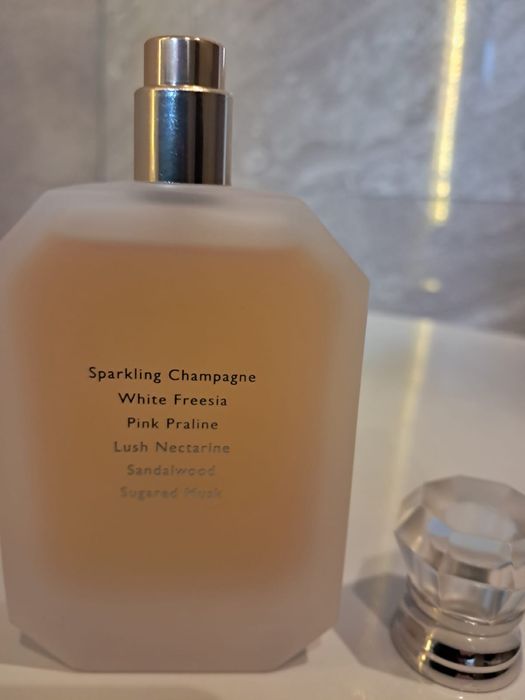 Sparkling Champagne
White Freesia
Pink Praline
Lush Nectarine
Sandalwood
Sugared Musk